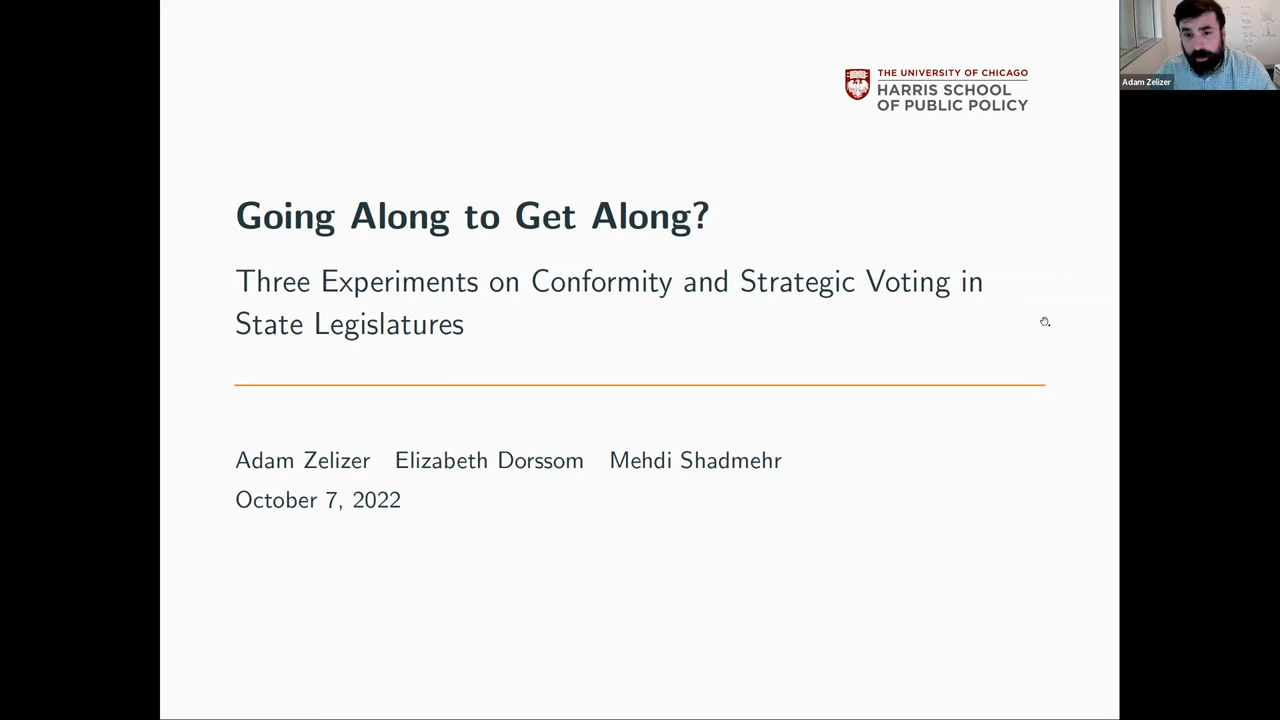 THE UNIVERSITY OF CHICAGO
HARRIS SCHOOL
OF PUBLIC POLICY
Adam Zelizer
Going Along to Get Along?
Three Experiments on Conformity and Strategic Voting in
State Legislatures
Adam Zelizer Elizabeth Dorssom Mehdi Shadmehr
October 7, 2022